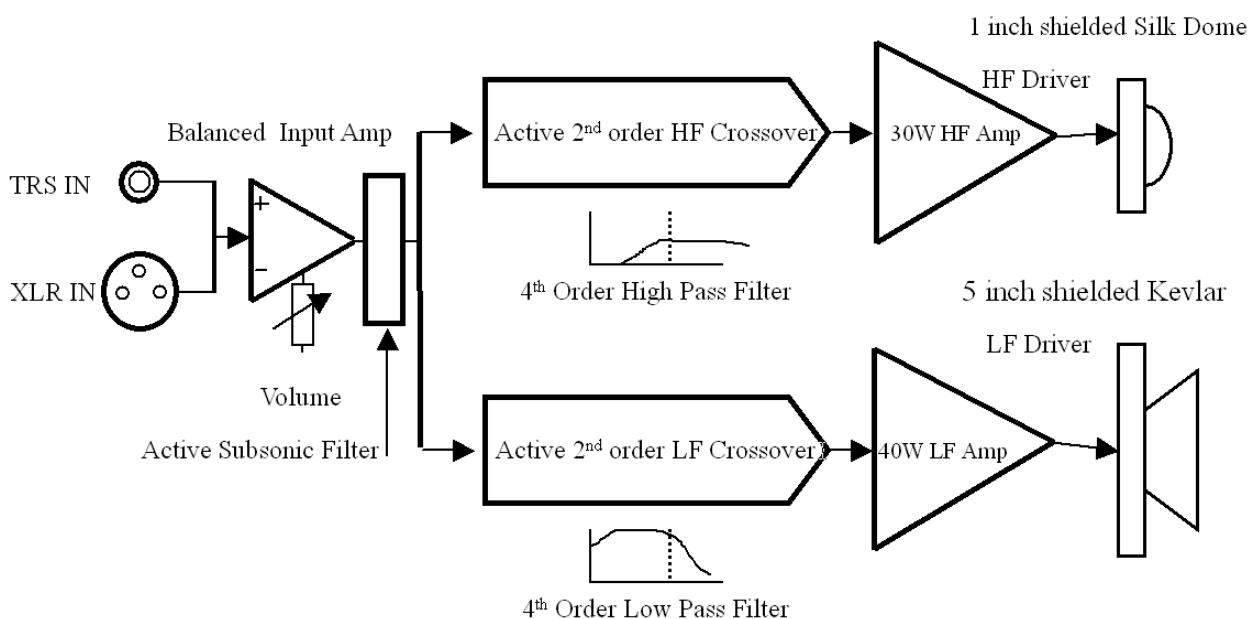 1 inch shielded Silk Dome
HF Driver
Balanced Input Amp
Active 2nd order HF Crossover
30W HF Amp
TRS IN
+
−
XLR IN
4th Order High Pass Filter
5 inch shielded Kevlar
LF Driver
Volume
Active Subsonic Filter
Active 2nd order LF Crossover
40W LF Amp
4th Order Low Pass Filter